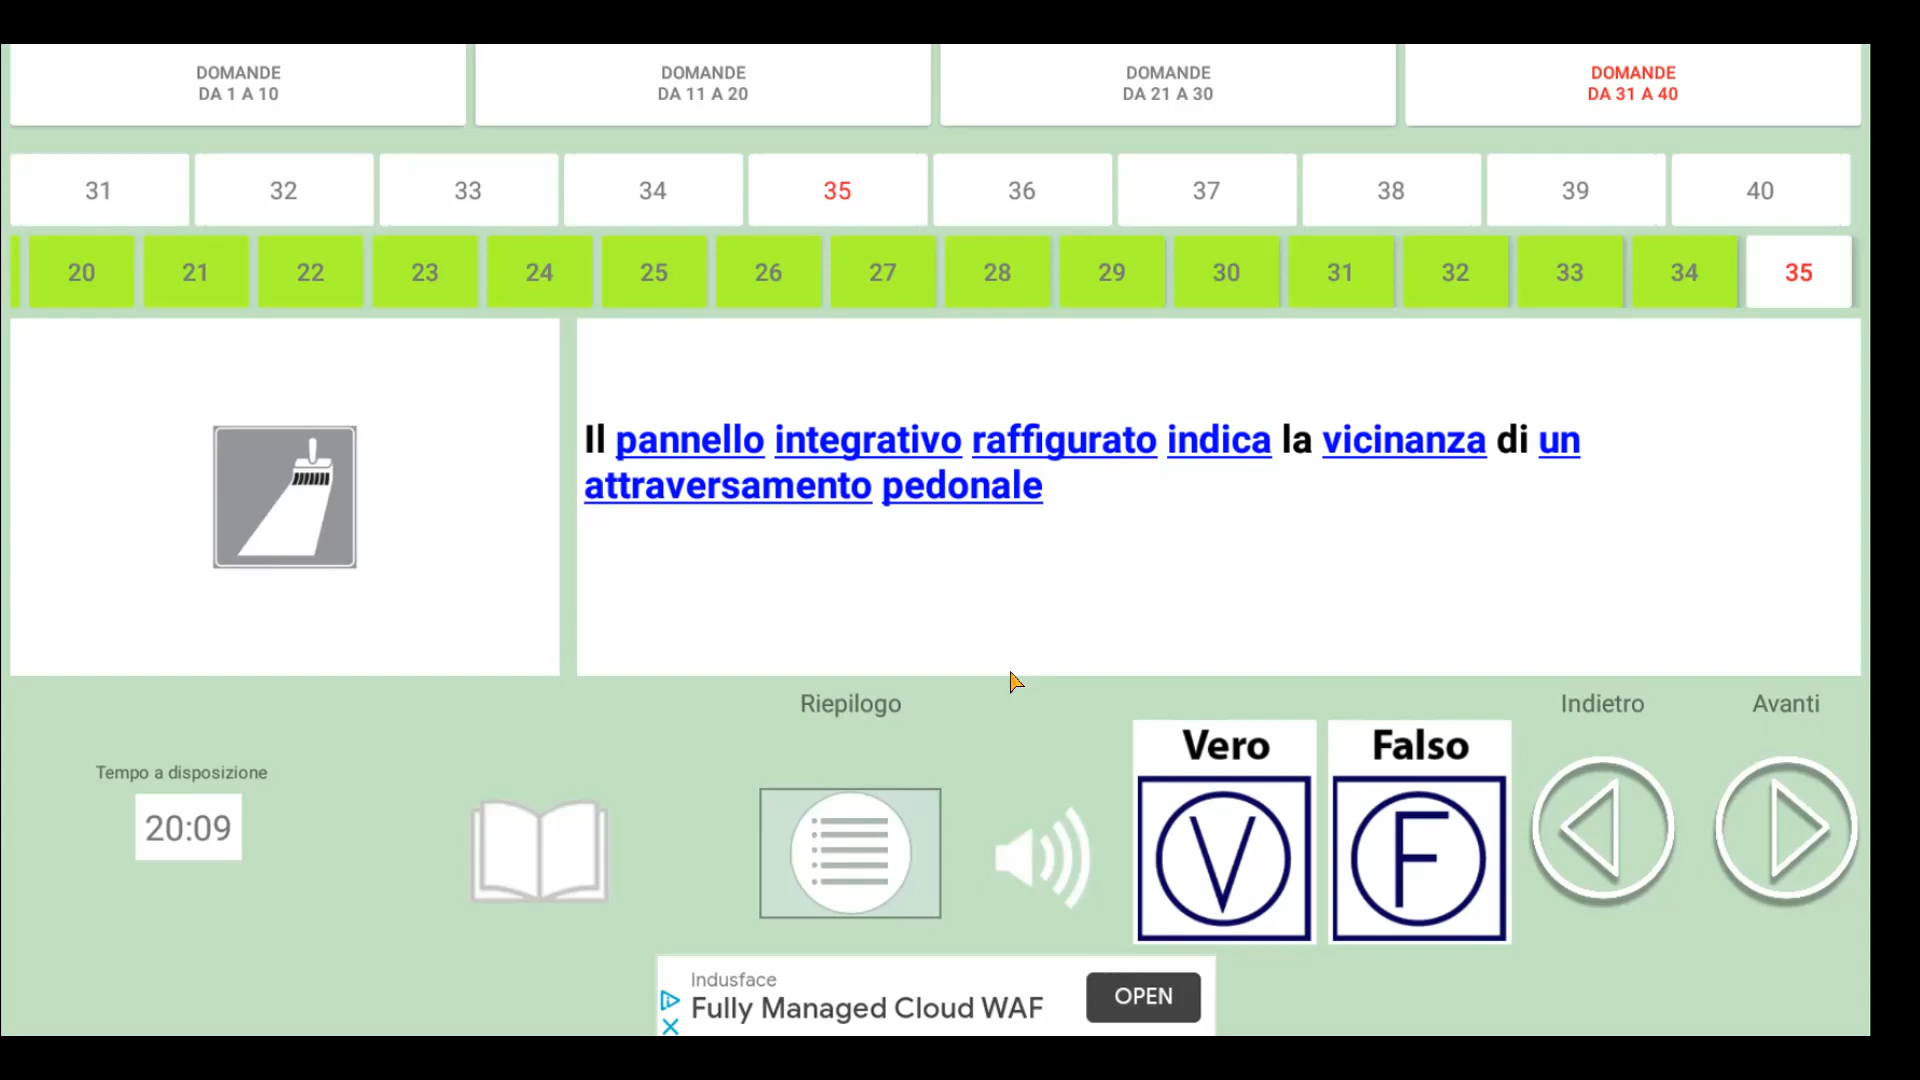 DOMANDE
DA 1 A 10
DOMANDE
DA 11 A 20
DOMANDE
DA 21 A 30
DOMANDE
DA 31 A 40
31 32 33 34 35 36 37 38 39 40
20 21 22 23 24 25 26 27 28 29 30 31 32 33 34 35
Il pannello integrativo raffigurato indica la vicinanza di un
attraversamento pedonale
Riepilogo
Indietro
Avanti
Vero
Falso
Tempo a disposizione
20:09
V
F
Indusface
Fully Managed Cloud WAF
OPEN